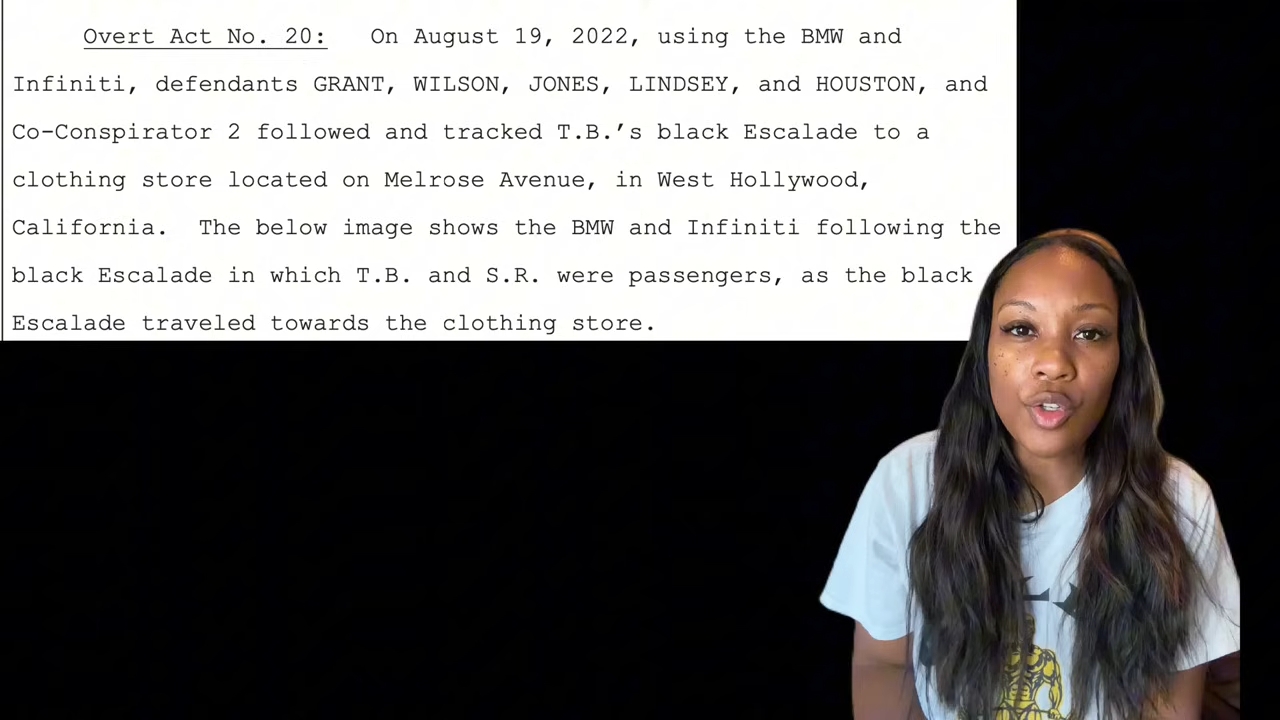 Overt Act No. 20: On August 19, 2022, using the BMW and
Infiniti, defendants GRANT, WILSON, JONES, LINDSEY, and HOUSTON, and
Co-Conspirator 2 followed and tracked T.B.’s black Escalade to a
clothing store located on Melrose Avenue, in West Hollywood,
California. The below image shows the BMW and Infiniti following the
black Escalade in which T.B. and S.R. were passengers, as the black
Escalade traveled towards the clothing store.